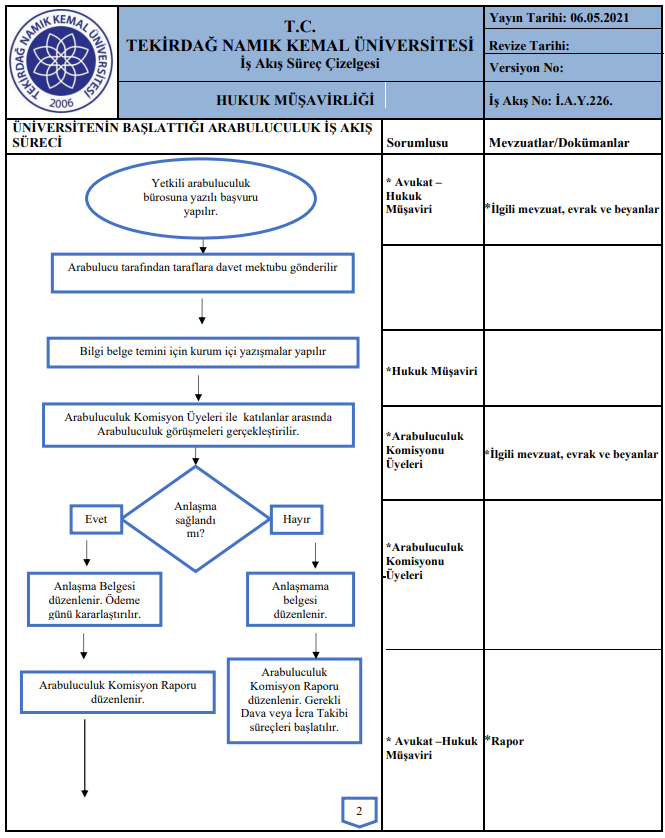 TEKİRDAĞ NAMIK KEMAL ÜNİVERSİTESİ
2006
T.C.
TEKİRDAĞ NAMIK KEMAL ÜNİVERSİTESİ
İş Akış Süreç Çizelgesi
HUKUK MÜŞAVİRLİĞİ
Yayın Tarihi: 06.05.2021
Revize Tarihi:
Versiyon No:
İş Akış No: İ.A.Y.226.
ÜNİVERSİTENİN BAŞLATTIĞI ARABULUCULUK İŞ AKIŞ
SÜRECİ
Sorumlusu
Mevzuatlar/Dokümanlar
Yetkili arabuluculuk
bürosuna yazılı başvuru
yapılır.
* Avukat –
Hukuk
Müşaviri
*İlgili mevzuat, evrak ve beyanlar
Arabulucu tarafından taraflara davet mektubu gönderilir
Bilgi belge temini için kurum içi yazışmalar yapılır
*Hukuk Müşaviri
Arabuluculuk Komisyon Üyeleri ile katılanlar arasında
Arabuluculuk görüşmeleri gerçekleştirilir.
*Arabuluculuk
Komisyonu
Üyeleri
*İlgili mevzuat, evrak ve beyanlar
Anlaşma
sağlandı
mı?
Evet
Hayır
*Arabuluculuk
Komisyonu
Üyeleri
Anlaşma Belgesi
düzenlenir. Ödeme
günü kararlaştırılır.
Anlaşmama
belgesi
düzenlenir.
Arabuluculuk Komisyon Raporu
düzenlenir.
Arabuluculuk
Komisyon Raporu
düzenlenir. Gerekli
Dava veya İcra Takibi
süreçleri başlatılır.
* Avukat –Hukuk
Müşaviri
*Rapor
2